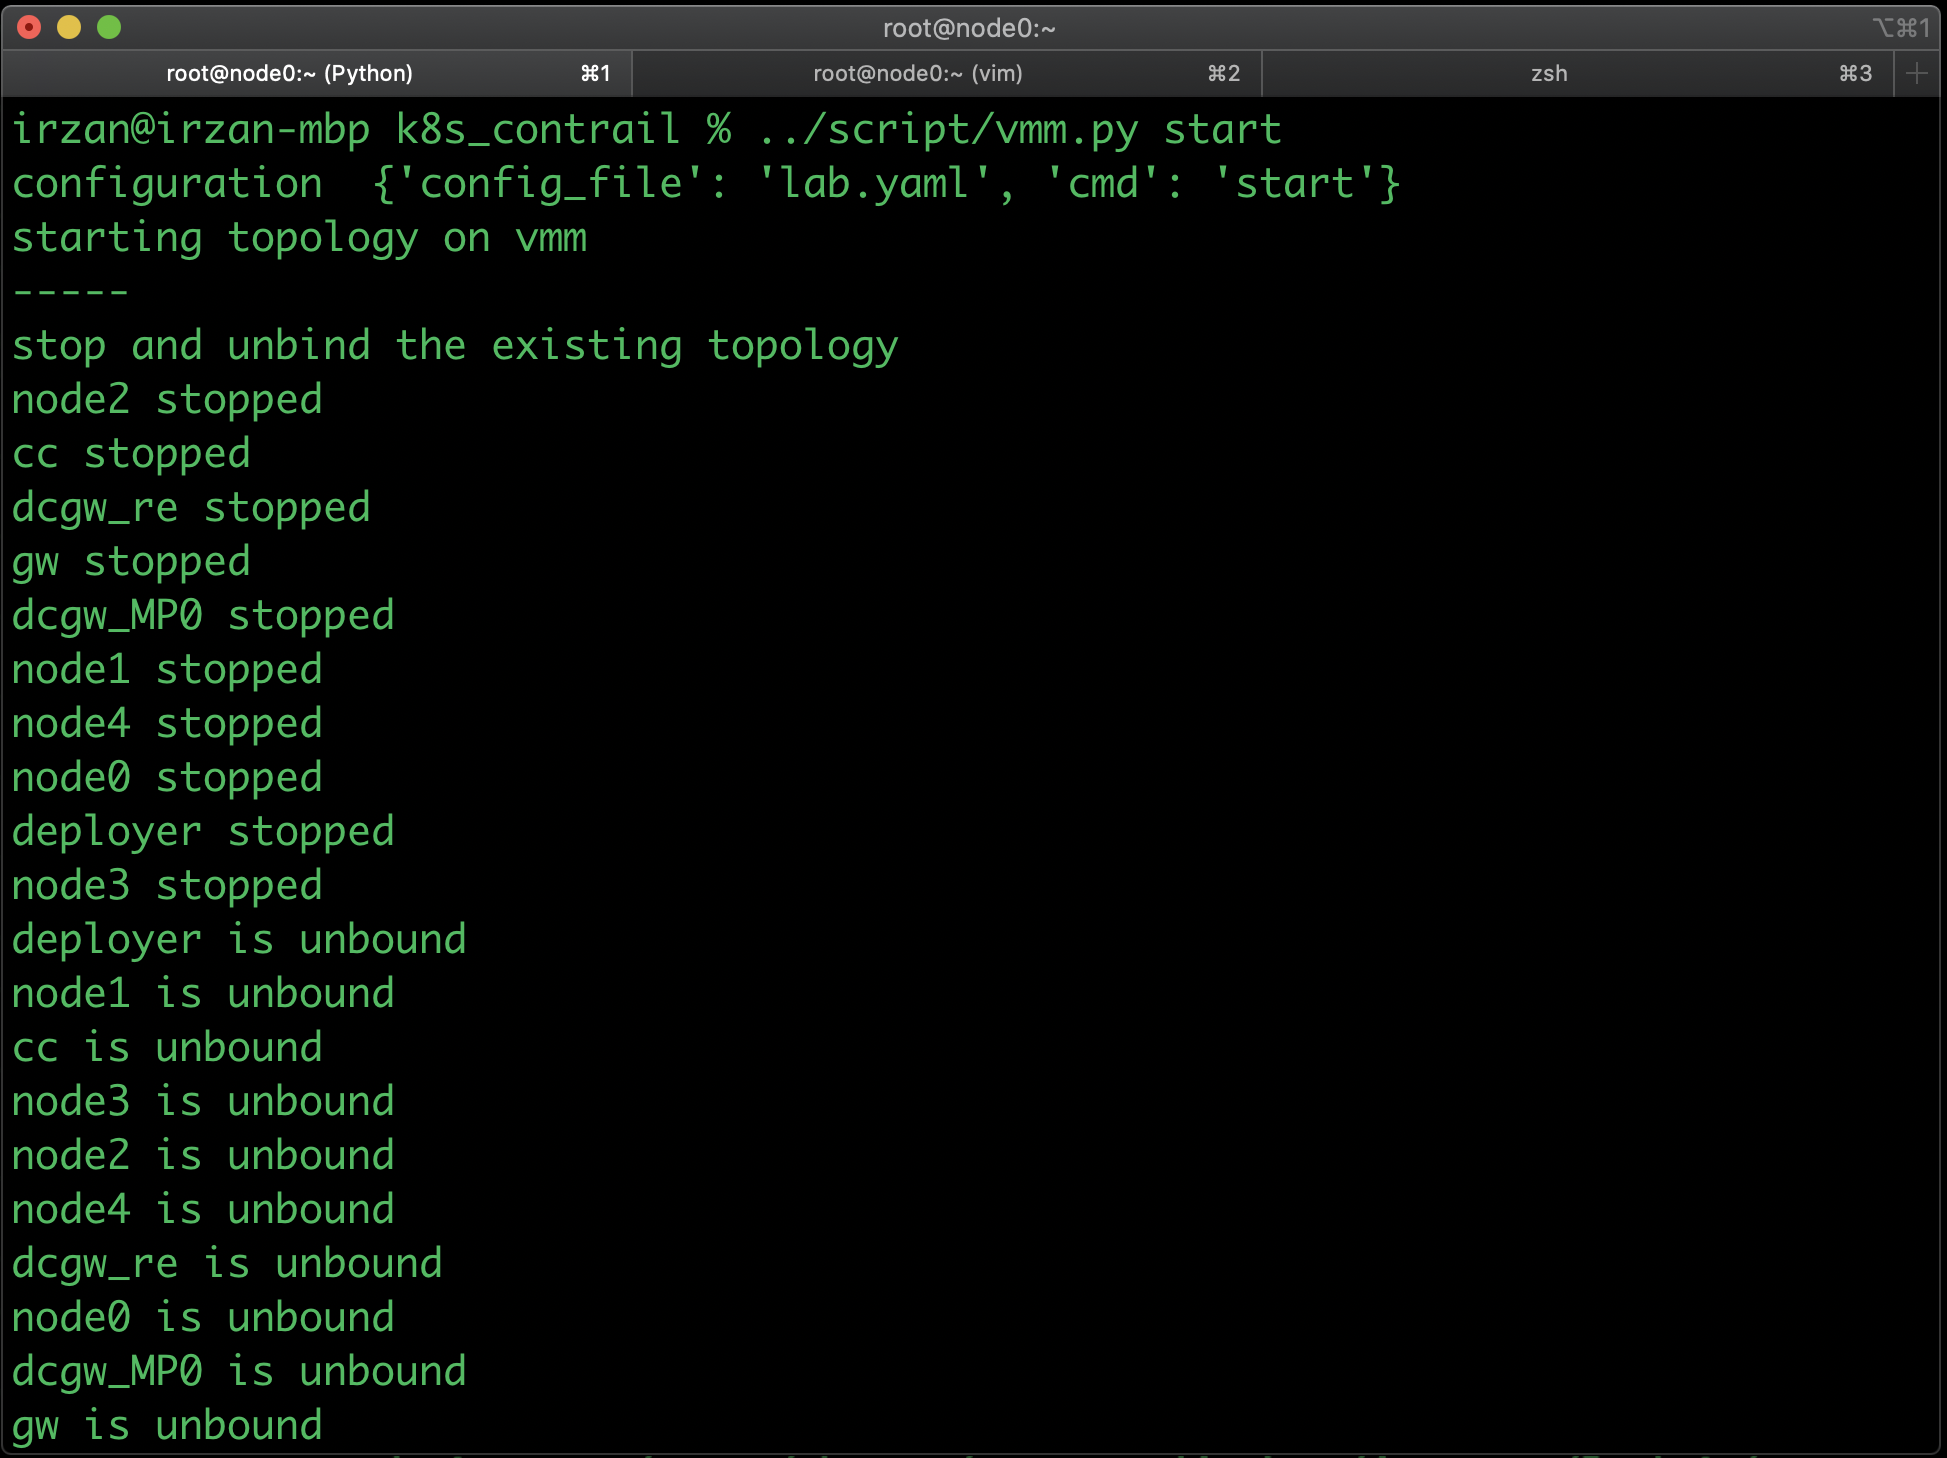 root@node0:~
⌥⌘1
root@node0:~ (Python) ⌘1
root@node0:~ (vim) ⌘2
zsh ⌘3
irzan@irzan-mbp k8s_contrail % ../script/vmm.py start
configuration  {'config_file': 'lab.yaml', 'cmd': 'start'}
starting topology on vmm
-----
stop and unbind the existing topology
node2 stopped
cc stopped
dcgw_re stopped
gw stopped
dcgw_MP0 stopped
node1 stopped
node4 stopped
node0 stopped
deployer stopped
node3 stopped
deployer is unbound
node1 is unbound
cc is unbound
node3 is unbound
node2 is unbound
node4 is unbound
dcgw_re is unbound
node0 is unbound
dcgw_MP0 is unbound
gw is unbound